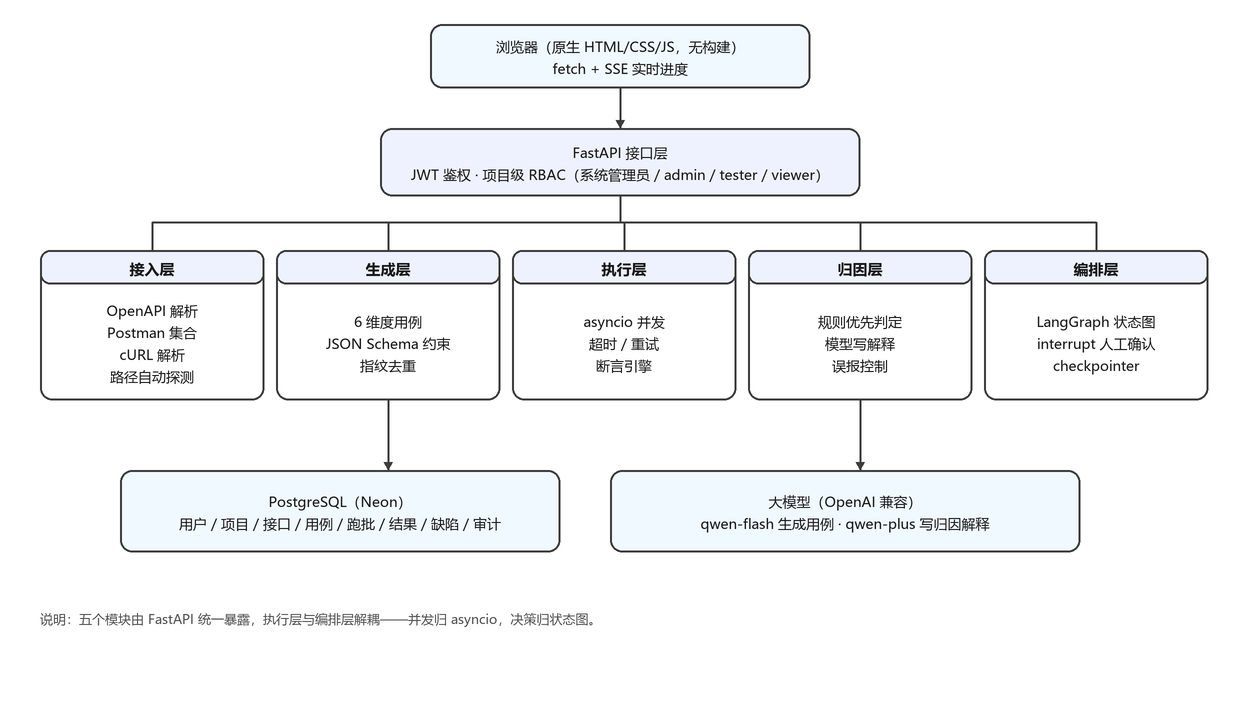 浏览器（原生 HTML/CSS/JS，无构建）
fetch + SSE 实时进度
FastAPI 接口层
JWT 鉴权 · 项目级 RBAC（系统管理员 / admin / tester / viewer）
接入层
OpenAPI 解析
Postman 集合
cURL 解析
路径自动探测
生成层
6 维度用例
JSON Schema 约束
指纹去重
执行层
asyncio 并发
超时 / 重试
断言引擎
归因层
规则优先判定
模型写解释
误报控制
编排层
LangGraph 状态图
interrupt 人工确认
checkpointer
PostgreSQL（Neon）
用户 / 项目 / 接口 / 用例 / 跑批 / 结果 / 缺陷 / 审计
大模型（OpenAI 兼容）
qwen-flash 生成用例 · qwen-plus 写归因解释
说明：五个模块由 FastAPI 统一暴露，执行层与编排层解耦——并发归 asyncio，决策归状态图。